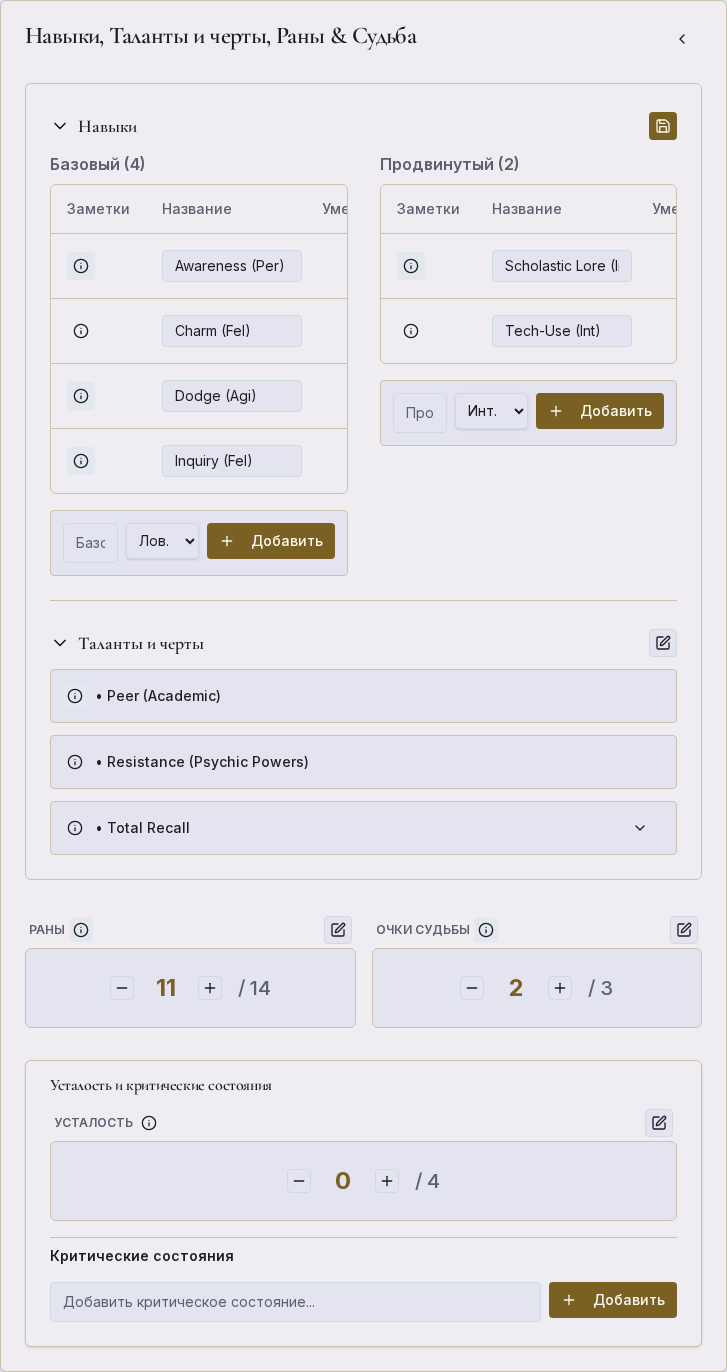 Навыки, Таланты и черты, Раны & Судьба
Навыки
Базовый (4)
Заметки Название Уме
Awareness (Per)
Charm (Fel)
Dodge (Agi)
Inquiry (Fel)
Лов. Добавить
Продвинутый (2)
Заметки Название Уме
Scholastic Lore (I
Tech-Use (Int)
Про Инт. Добавить
Таланты и черты
• Peer (Academic)
• Resistance (Psychic Powers)
• Total Recall
РАНЫ
11 / 14
ОЧКИ СУДЬБЫ
2 / 3
Усталость и критические состояния
УСТАЛОСТЬ
0 / 4
Критические состояния
Добавить критическое состояние... Добавить